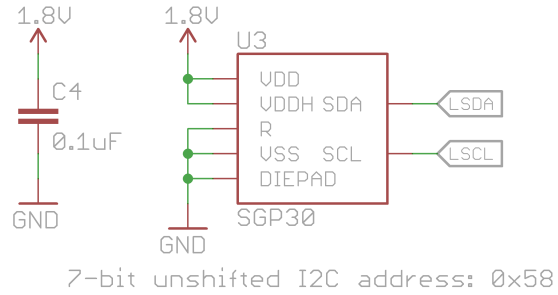 1.8V
C4
0.1uF
GND
1.8V
U3
VDD
VDDH SDA
R
VSS SCL
DIEPAD
SGP30
GND
LSDA
LSCL
7-bit unshifted I2C address: 0x58